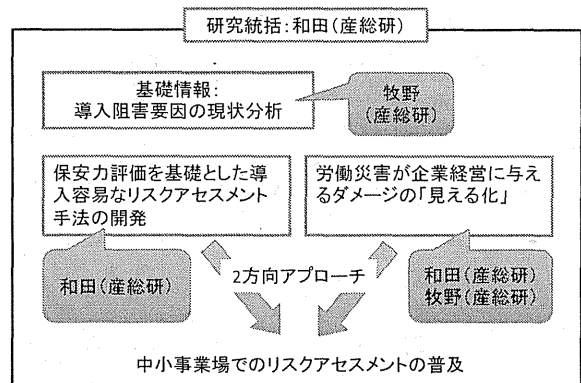 研究統括:和田(産総研)
基礎情報:
導入阻害要因の現状分析
牧野
(産総研)
保安力評価を基礎とした導
入容易なリスクアセスメント
手法の開発
労働災害が企業経営に与え
るダメージの「見える化」
和田(産総研)
2方向アプローチ
和田(産総研)
牧野(産総研)
中小事業場でのリスクアセスメントの普及